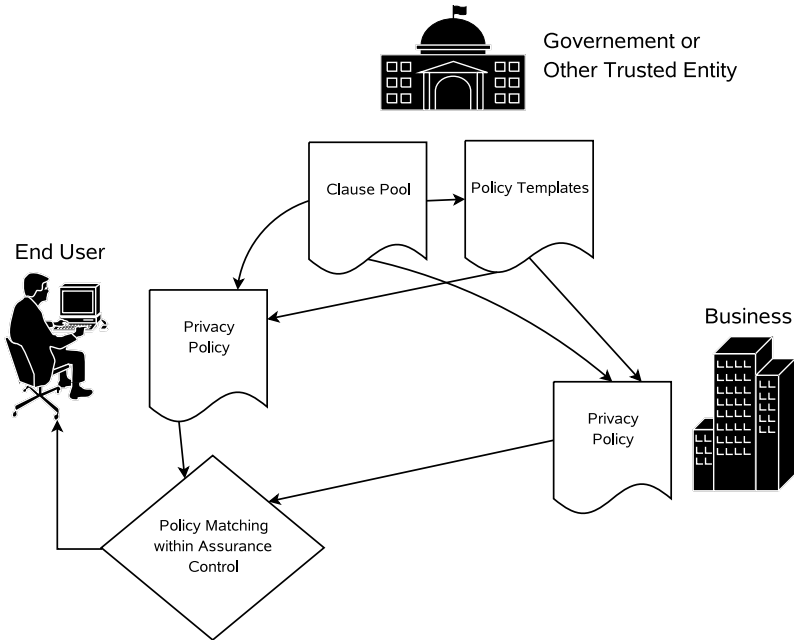 Governement or
Other Trusted Entity
Clause Pool
Policy Templates
End User
Privacy
Policy
Business
Privacy
Policy
Policy Matching
within Assurance
Control